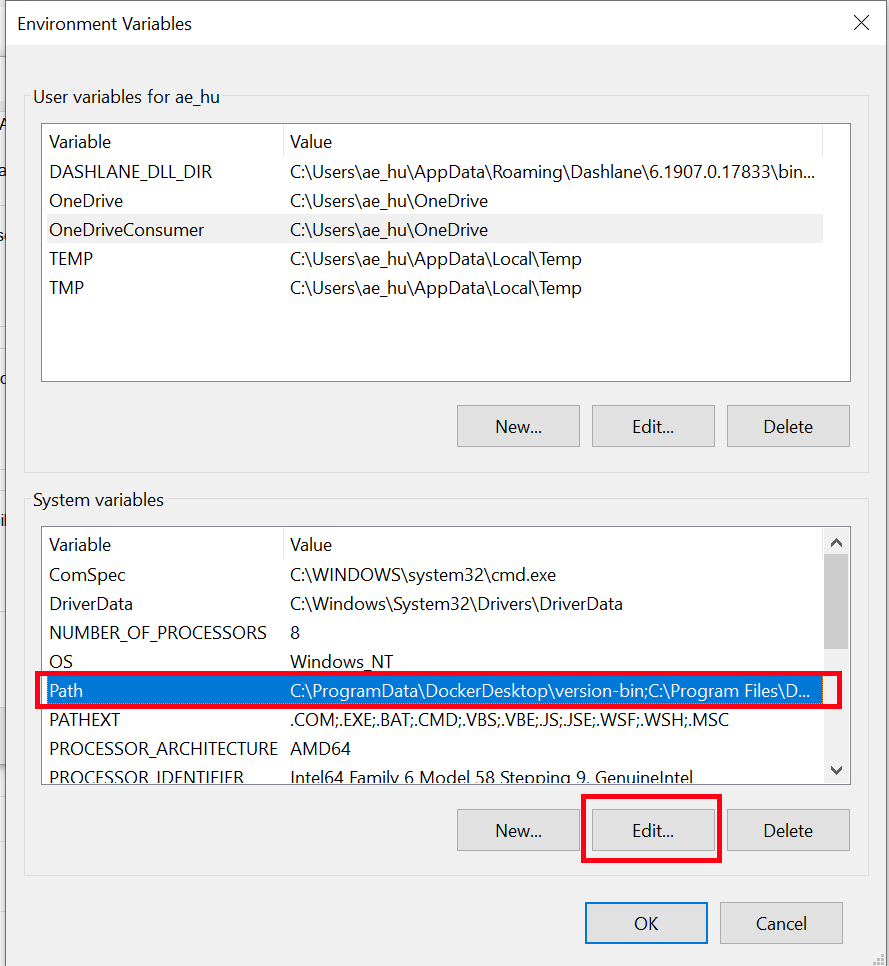 Environment Variables
User variables for ae_hu
Variable Value
DASHLANE_DLL_DIR C:\Users\ae_hu\AppData\Roaming\Dashlane\6.1907.0.17833\bin...
OneDrive C:\Users\ae_hu\OneDrive
OneDriveConsumer C:\Users\ae_hu\OneDrive
TEMP C:\Users\ae_hu\AppData\Local\Temp
TMP C:\Users\ae_hu\AppData\Local\Temp
New... Edit... Delete
System variables
Variable Value
ComSpec C:\WINDOWS\system32\cmd.exe
DriverData C:\Windows\System32\Drivers\DriverData
NUMBER_OF_PROCESSORS 8
OS Windows_NT
Path C:\ProgramData\DockerDesktop\version-bin;C:\Program Files\D...
PATHEXT .COM;.EXE;.BAT;.CMD;.VBS;.VBE;.JS;.JSE;.WSF;.WSH;.MSC
PROCESSOR_ARCHITECTURE AMD64
PROCESSOR_IDENTIFIER Intel64 Family 6 Model 58 Stepping 9, GenuineIntel
New... Edit... Delete
OK Cancel